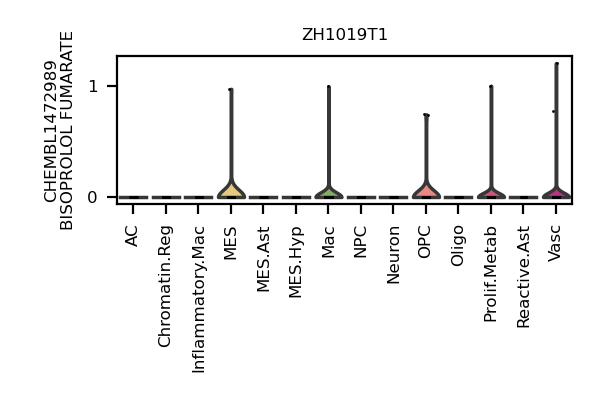 ZH1019T1
CHEMBL1472989
BISOPROLOL FUMARATE
1
0
AC
Chromatin.Reg
Inflammatory.Mac
MES
MES.Ast
MES.Hyp
Mac
NPC
Neuron
OPC
Oligo
Prolif.Metab
Reactive.Ast
Vasc